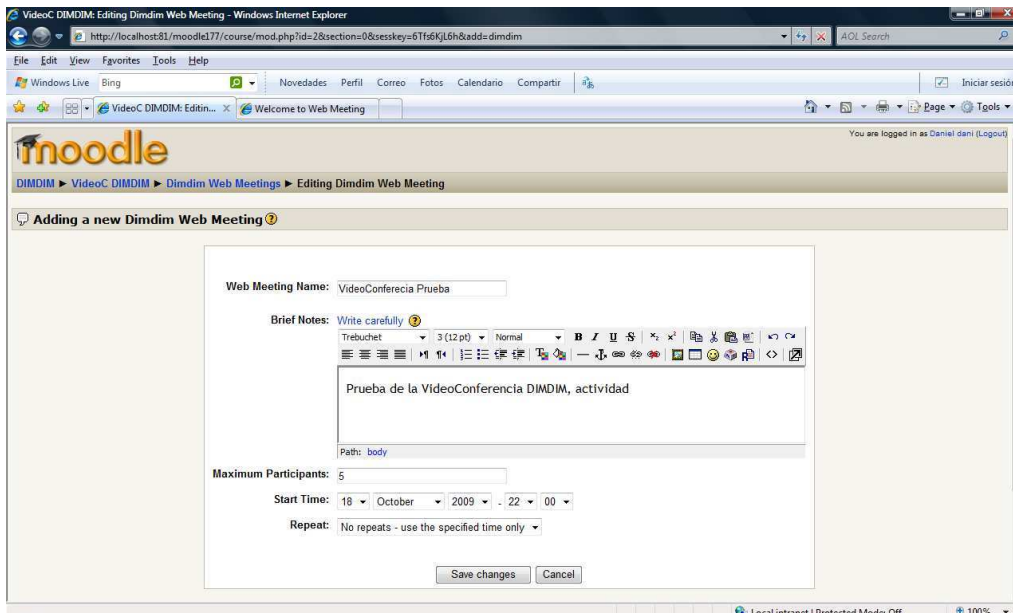 VideoC DIMDIM: Editing Dimdim Web Meeting - Windows Internet Explorer
http://localhost:81/moodle177/course/mod.php?id=2&section=0&sesskey=6Tfs6KjL6h&add=dimdim
AOL Search
File Edit View Favorites Tools Help
Windows Live Bing Novedades Perfil Correo Fotos Calendario Compartir Iniciar sesión
VideoC DIMDIM: Editin... Welcome to Web Meeting Page Tools
You are logged in as Daniel dani (Logout)
moodle
DIMDIM ► VideoC DIMDIM ► Dimdim Web Meetings ► Editing Dimdim Web Meeting
Adding a new Dimdim Web Meeting
Web Meeting Name: VideoConferecia Prueba
Brief Notes: Write carefully
Trebuchet 3 (12 pt) Normal B I U S
Prueba de la VideoConferencia DIMDIM, actividad
Path: body
Maximum Participants: 5
Start Time: 18 October 2009 - 22 00
Repeat: No repeats - use the specified time only
Save changes Cancel
Local intranet | Protected Mode: Off 100%